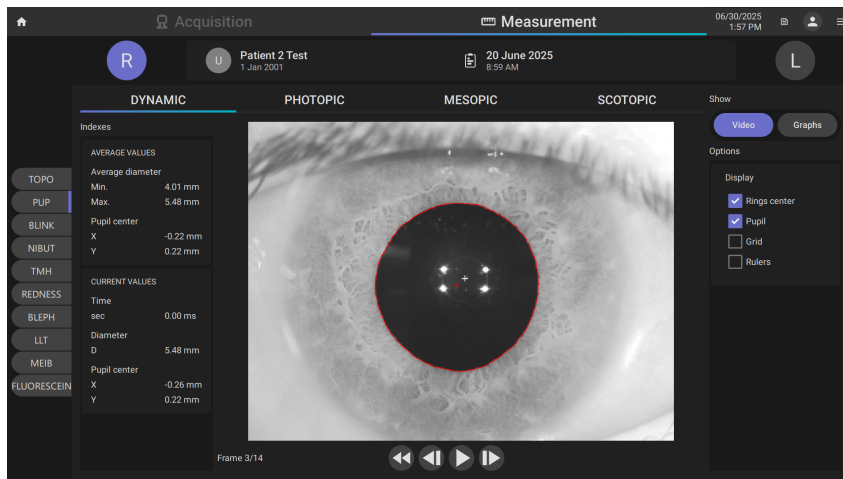 Acquisition
Measurement
06/30/2025
1:57 PM
R
U
Patient 2 Test
1 Jan 2001
20 June 2025
8:59 AM
L
DYNAMIC
PHOTOPIC
MESOPIC
SCOTOPIC
Show
Video
Graphs
Options
Display
Rings center
Pupil
Grid
Rulers
TOPO
PUP
BLINK
NIBUT
TMH
REDNESS
BLEPH
LLT
MEIB
FLUORESCEIN
Indexes
AVERAGE VALUES
Average diameter
Min. 4.01 mm
Max. 5.48 mm
Pupil center
X -0.22 mm
Y 0.22 mm
CURRENT VALUES
Time
sec 0.00 ms
Diameter
D 5.48 mm
Pupil center
X -0.26 mm
Y 0.22 mm
Frame 3/14